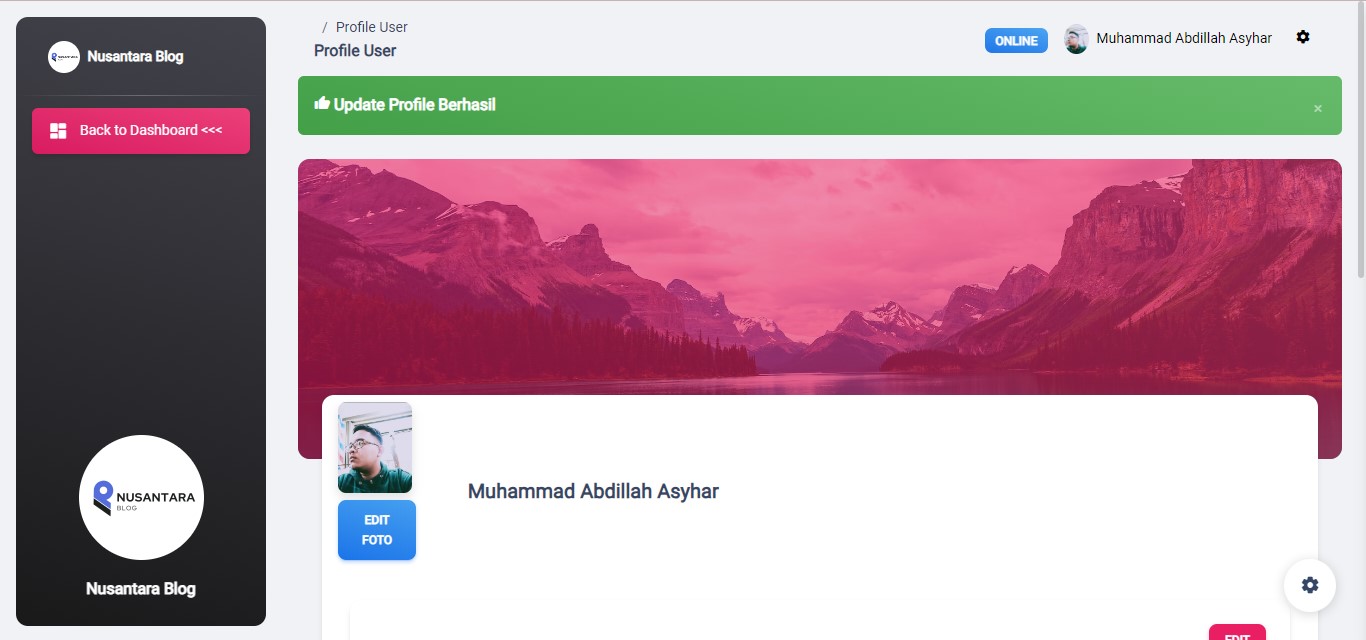 Nusantara Blog
Back to Dashboard <<<
NUSANTARA
BLOG
Nusantara Blog
/ Profile User
Profile User
ONLINE
Muhammad Abdillah Asyhar
Update Profile Berhasil
×
EDIT
FOTO
Muhammad Abdillah Asyhar
EDIT